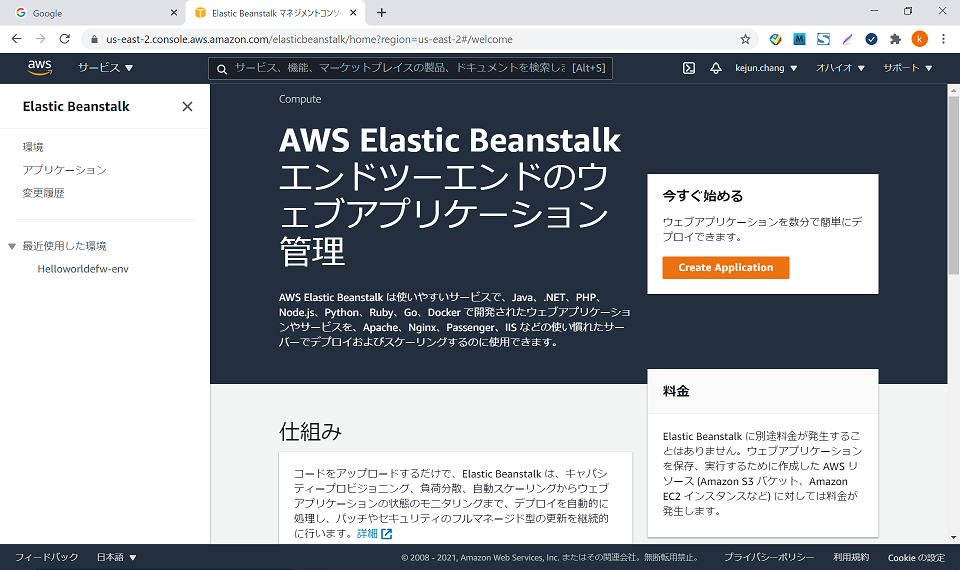 Google
Elastic Beanstalk マネジメントコンソ
us-east-2.console.aws.amazon.com/elasticbeanstalk/home?region=us-east-2#/welcome
aws
サービス
サービス、機能、マーケットプレイスの製品、ドキュメントを検索しま [Alt+S]
kejun.chang
オハイオ
サポート
Elastic Beanstalk
環境
アプリケーション
変更履歴
最近使用した環境
Helloworldefw-env
Compute
AWS Elastic Beanstalk
エンドツーエンドのウ
ェブアプリケーション
管理
AWS Elastic Beanstalk は使いやすいサービスで、Java、.NET、PHP、
Node.js、Python、Ruby、Go、Docker で開発されたウェブアプリケーショ
ンやサービスを、Apache、Nginx、Passenger、IIS などの使い慣れたサー
バーでデプロイおよびスケーリングするのに使用できます。
今すぐ始める
ウェブアプリケーションを数分で簡単にデ
プロイできます。
Create Application
料金
Elastic Beanstalk に別途料金が発生するこ
とはありません。ウェブアプリケーション
を保存、実行するために作成した AWS リ
ソース (Amazon S3 バケット、Amazon
EC2 インスタンスなど) に対しては料金が
発生します。
仕組み
コードをアップロードするだけで、Elastic Beanstalk は、キャパシ
ティープロビジョニング、負荷分散、自動スケーリングからウェブ
アプリケーションの状態のモニタリングまで、デプロイを自動的に
処理し、パッチやセキュリティのフルマネージド型の更新を継続的
に行います。詳細
フィードバック
日本語
© 2008 - 2021, Amazon Web Services, Inc. またはその関連会社。無断転用禁止。
プライバシーポリシー
利用規約
Cookie の設定